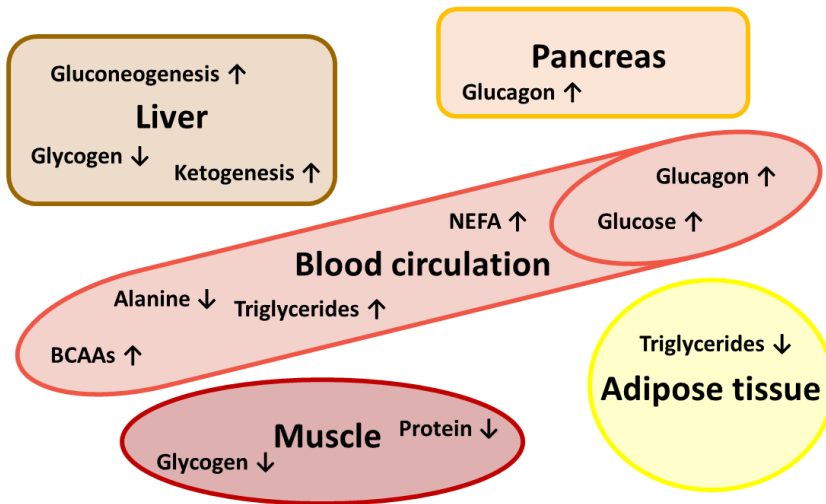 Gluconeogenesis ↑
Liver
Glycogen ↓
Ketogenesis ↑
Pancreas
Glucagon ↑
Glucagon ↑
Glucose ↑
NEFA ↑
Blood circulation
Alanine ↓
Triglycerides ↑
BCAAs ↑
Triglycerides ↓
Adipose tissue
Muscle
Protein ↓
Glycogen ↓